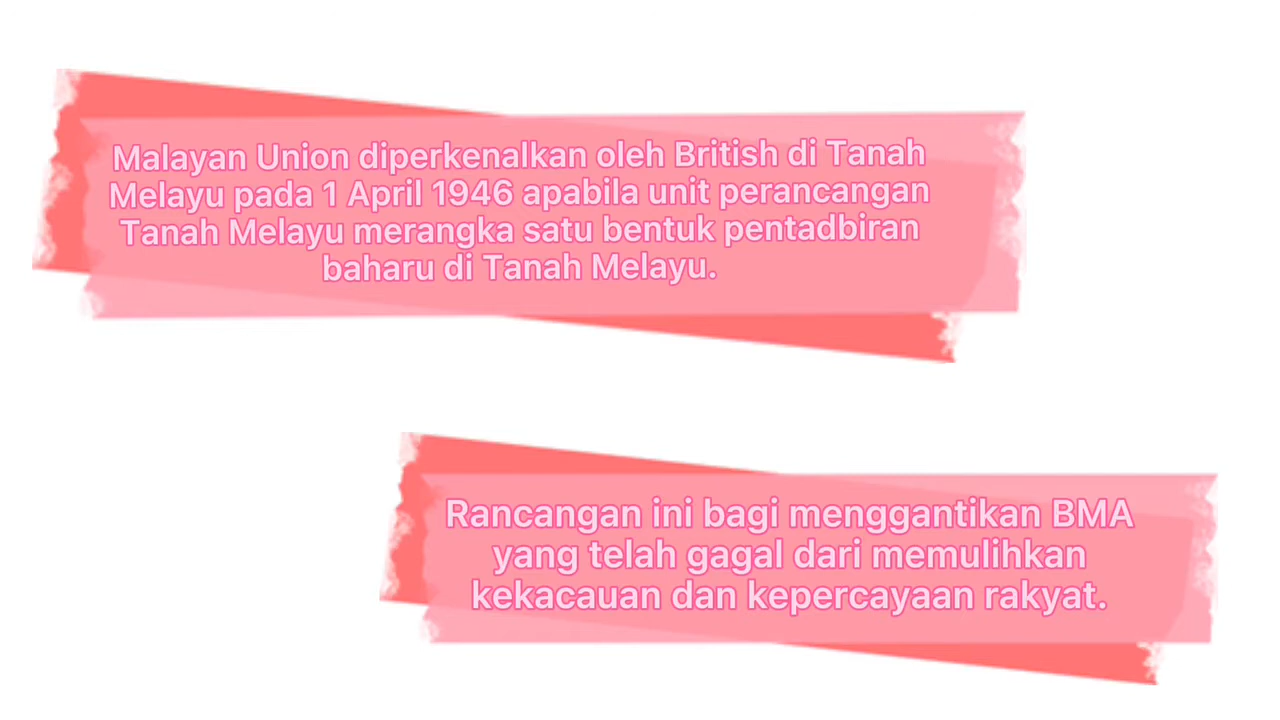 Malayan Union diperkenalkan oleh British di Tanah
Melayu pada 1 April 1946 apabila unit perancangan
Tanah Melayu merangka satu bentuk pentadbiran
baharu di Tanah Melayu.
Rancangan ini bagi menggantikan BMA
yang telah gagal dari memulihkan
kekacauan dan kepercayaan rakyat.